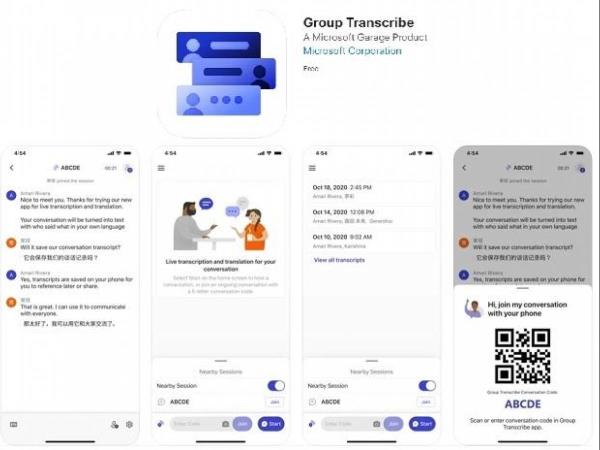 Group Transcribe
A Microsoft Garage Product
Microsoft Corporation
Free
4:54
ABCDE
00:21
joined the session
Amari Rivera
Nice to meet you. Thanks for trying our new
app for live transcription and translation.
Your conversation will be turned into text
with who said what in your own language
Will it save our conversation transcript?
它会保存我们的谈话记录吗？
Amari Rivera
Yes, transcripts are saved on your phone for
you to reference later or share.
That is great. I can use it to communicate
with everyone.
那太好了，我可以用它和大家交流了。
4:54
Live transcription and translation for your
conversation
Select Start on the home screen to host a
conversation, or join an ongoing conversation with
a 5-letter conversation code.
Nearby Sessions
Nearby Session
ABCDE
Join
Enter Code
Join
Start
4:54
Oct 18, 2020 2:45 PM
Amari Rivera,
Oct 14, 2020 12:08 PM
Amari Rivera,
Oct 10, 2020 9:02 AM
Amari Rivera, Karishma
View all transcripts
Nearby Sessions
Nearby Session
ABCDE
Join
Enter Code
Join
Start
4:54
ABCDE
00:21
joined the session
Amari Rivera
Nice to meet you. Thanks for trying our new
app for live transcription and translation.
Your conversation will be turned into text
with who said what in your own language
Will it save our conversation transcript?
它会保存我们的谈话记录吗？
Amari Rivera
Yes, transcripts are saved on your phone for
Hi, join my conversation
with your phone
Group Transcribe Conversation Code
ABCDE
Scan or enter conversation code in Group
Transcribe app.